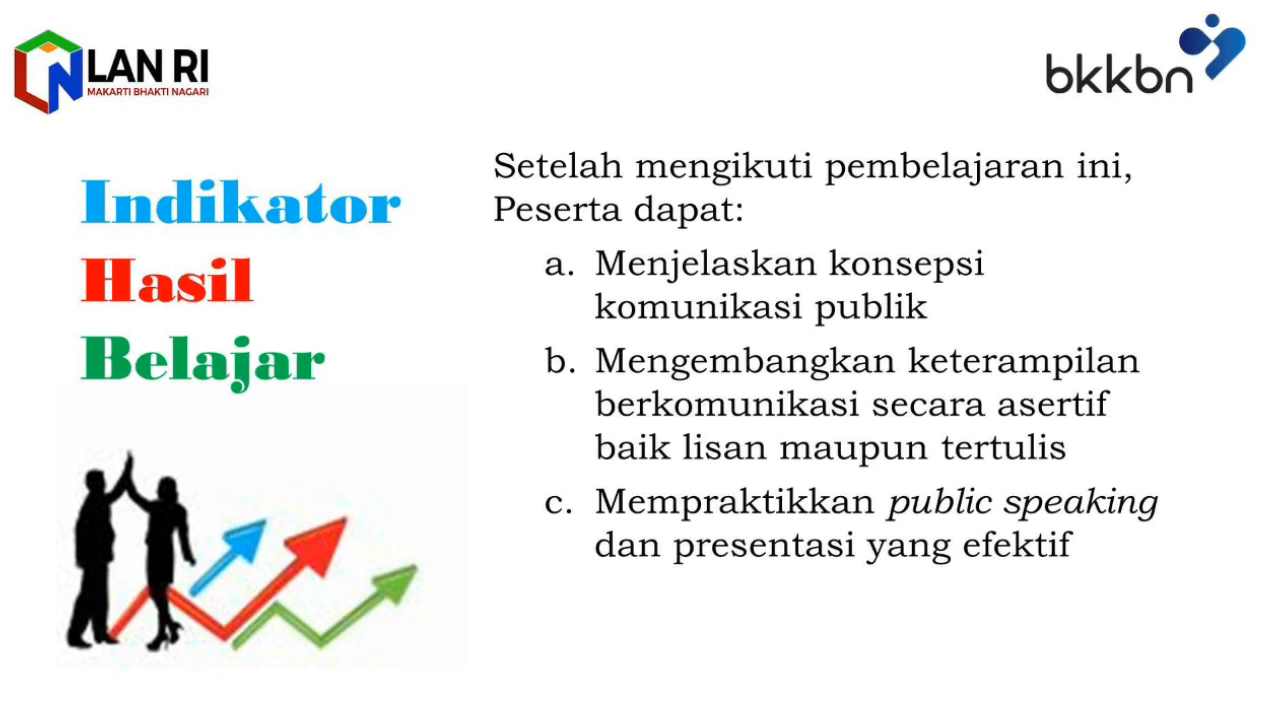 LAN RI
MAKARTI BHAKTI NAGARI
bkkbn
Indikator
Hasil
Belajar
Setelah mengikuti pembelajaran ini,
Peserta dapat:
a. Menjelaskan konsepsi
komunikasi publik
b. Mengembangkan keterampilan
berkomunikasi secara asertif
baik lisan maupun tertulis
c. Mempraktikkan public speaking
dan presentasi yang efektif